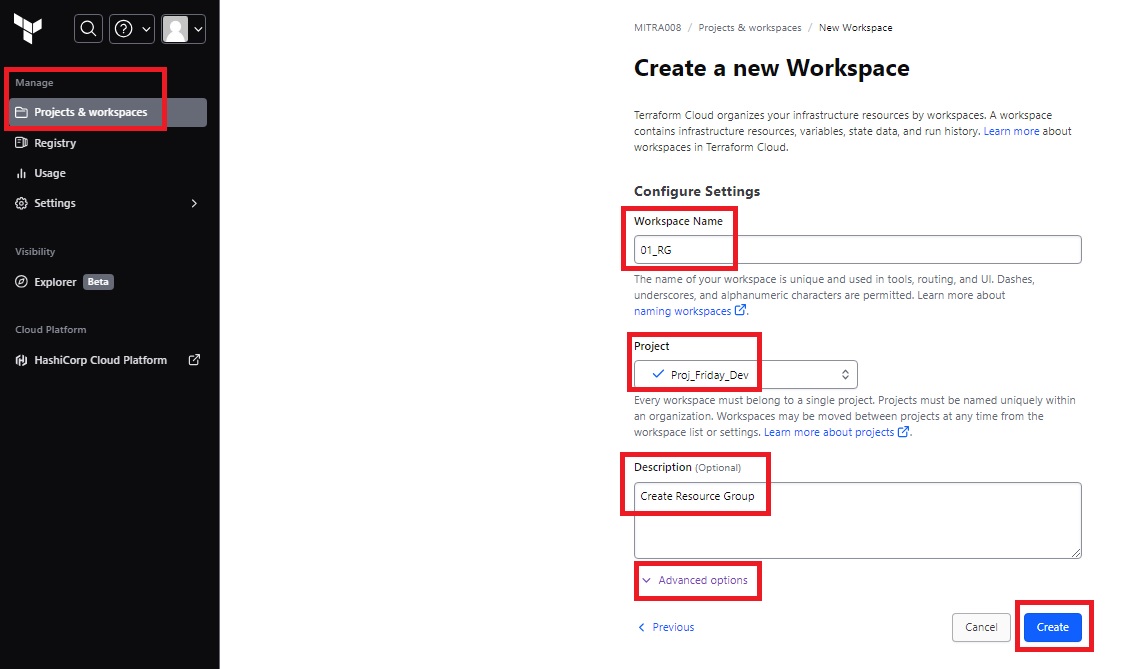 Manage
Projects & workspaces
Registry
Usage
Settings
Visibility
Explorer Beta
Cloud Platform
HashiCorp Cloud Platform
MITRA008 / Projects & workspaces / New Workspace
Create a new Workspace
Terraform Cloud organizes your infrastructure resources by workspaces. A workspace
contains infrastructure resources, variables, state data, and run history. Learn more about
workspaces in Terraform Cloud.
Configure Settings
Workspace Name
01_RG
The name of your workspace is unique and used in tools, routing, and UI. Dashes,
underscores, and alphanumeric characters are permitted. Learn more about
naming workspaces.
Project
Proj_Friday_Dev
Every workspace must belong to a single project. Projects must be named uniquely within
an organization. Workspaces may be moved between projects at any time from the
workspace list or settings. Learn more about projects.
Description (Optional)
Create Resource Group
Advanced options
Previous
Cancel
Create